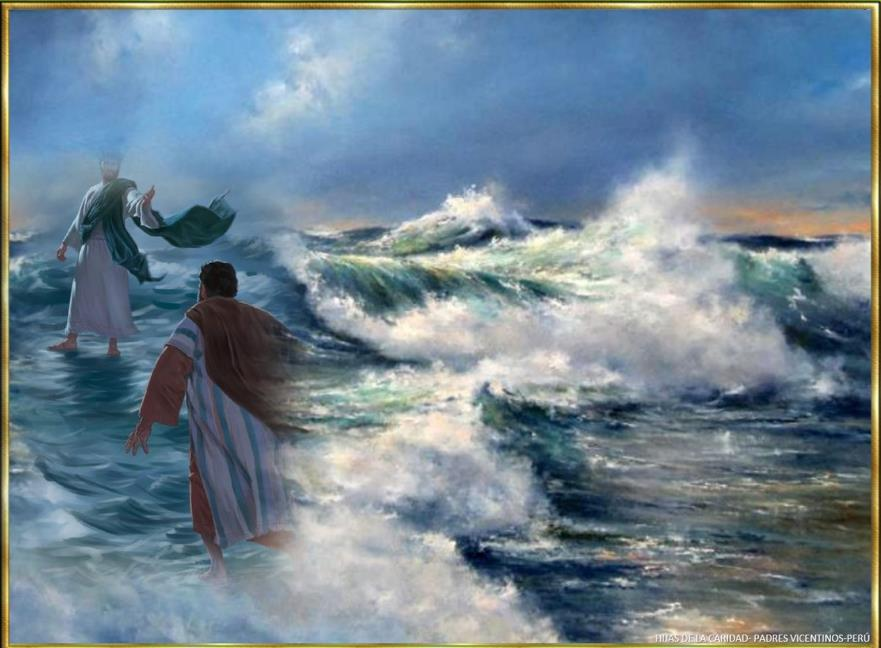 HIJAS DE LA CARIDAD- PADRES VICENTINOS-PERÚ